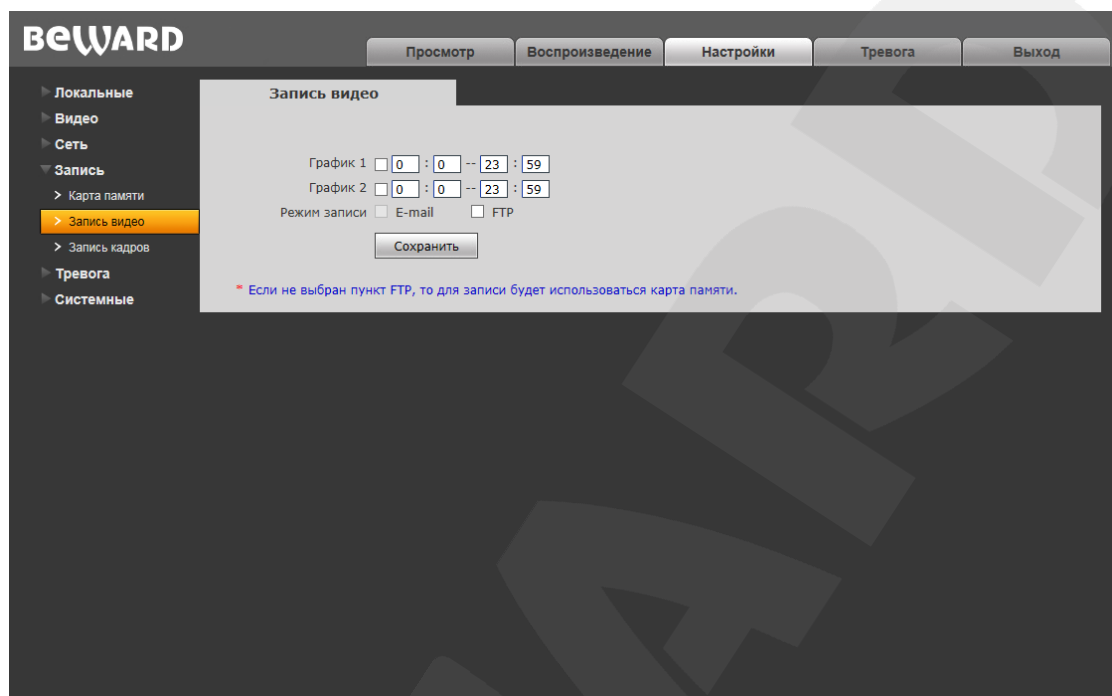 BEWARD
Просмотр
Воспроизведение
Настройки
Тревога
Выход
Локальные
Видео
Сеть
Запись
> Карта памяти
> Запись видео
> Запись кадров
Тревога
Системные
Запись видео
График 1 0 : 0 -- 23 : 59
График 2 0 : 0 -- 23 : 59
Режим записи E-mail FTP
Сохранить
* Если не выбран пункт FTP, то для записи будет использоваться карта памяти.